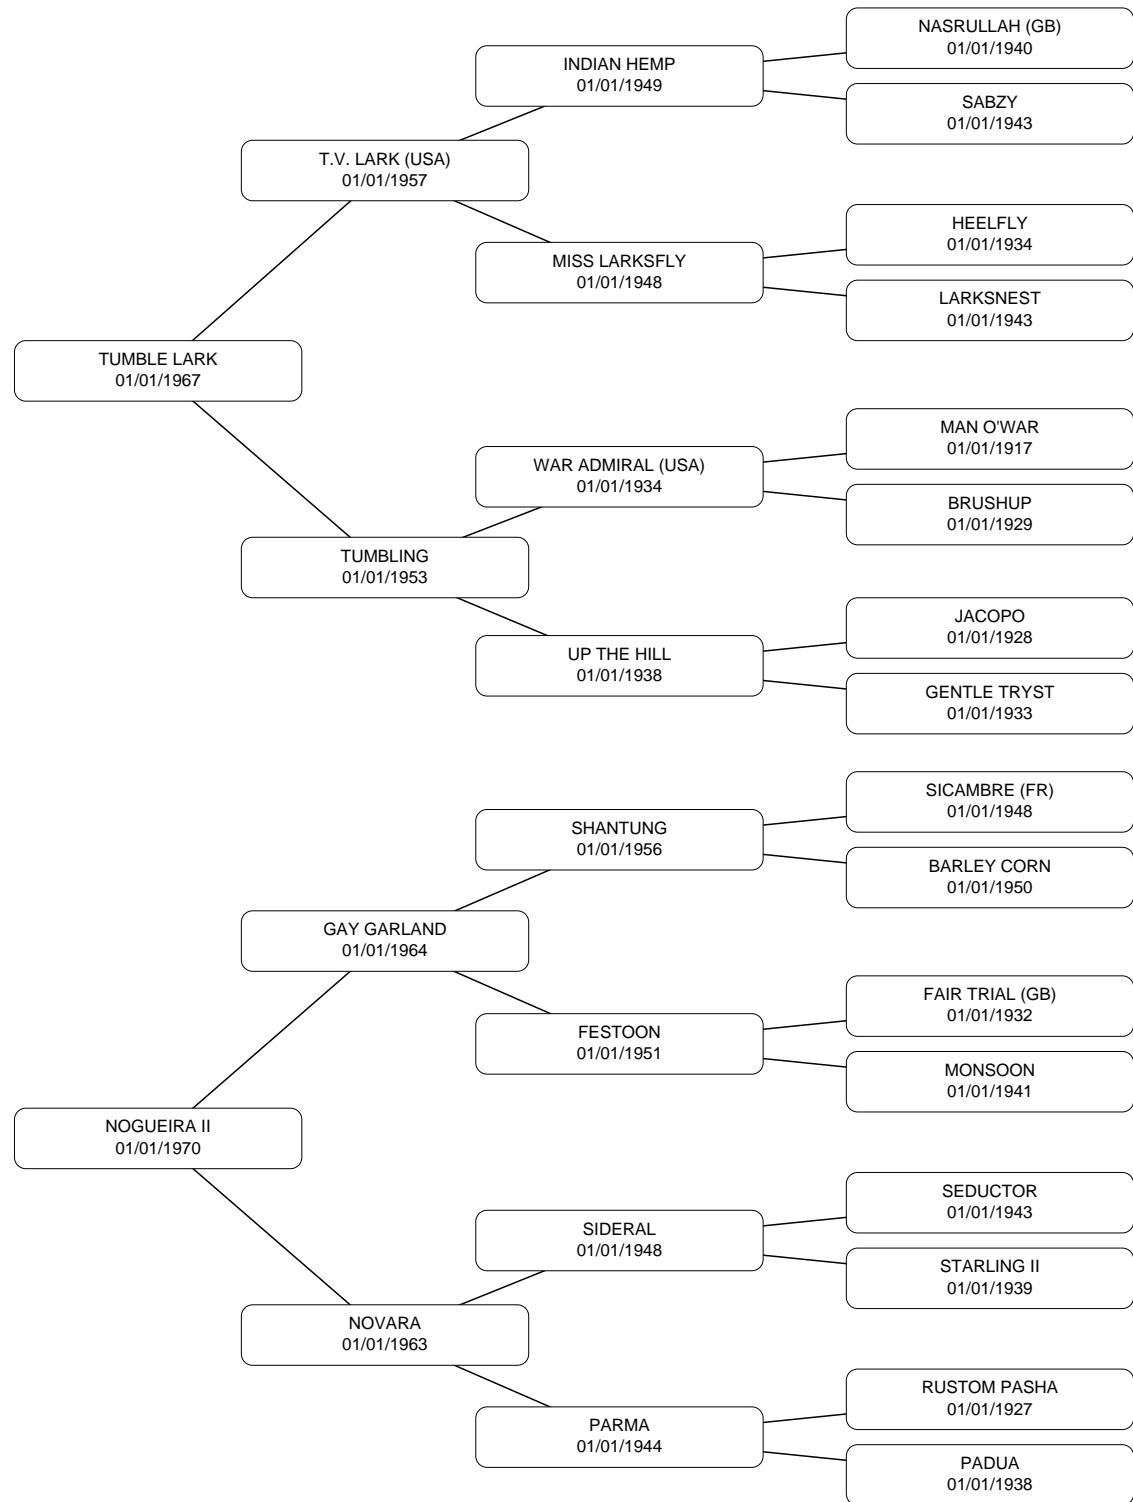 NASRULLAH (GB)
01/01/1940
INDIAN HEMP
01/01/1949
SABZY
01/01/1943
T.V. LARK (USA)
01/01/1957
HEELFLY
01/01/1934
MISS LARKSFLY
01/01/1948
LARKSNEST
01/01/1943
TUMBLE LARK
01/01/1967
MAN O'WAR
01/01/1917
WAR ADMIRAL (USA)
01/01/1934
BRUSHUP
01/01/1929
TUMBLING
01/01/1953
JACOPO
01/01/1928
UP THE HILL
01/01/1938
GENTLE TRYST
01/01/1933
SICAMBRE (FR)
01/01/1948
SHANTUNG
01/01/1956
BARLEY CORN
01/01/1950
GAY GARLAND
01/01/1964
FAIR TRIAL (GB)
01/01/1932
FESTOON
01/01/1951
MONSOON
01/01/1941
NOGUEIRA II
01/01/1970
SEDUCTOR
01/01/1943
SIDERAL
01/01/1948
STARLING II
01/01/1939
NOVARA
01/01/1963
RUSTOM PASHA
01/01/1927
PARMA
01/01/1944
PADUA
01/01/1938